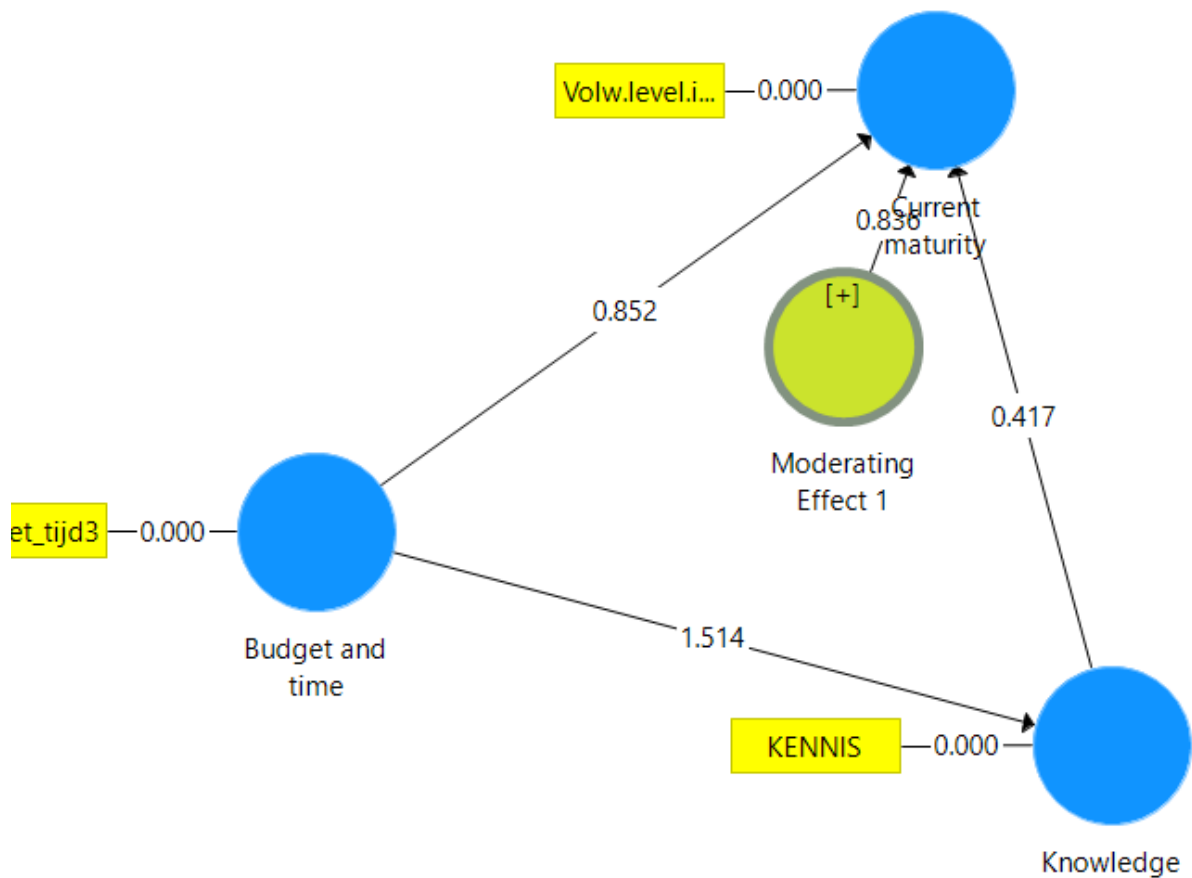 Volw.level.i...
0.000
Current
maturity
0.836
[+]
0.852
Moderating
Effect 1
0.417
et_tijd3
0.000
Budget and
time
1.514
KENNIS
0.000
Knowledge